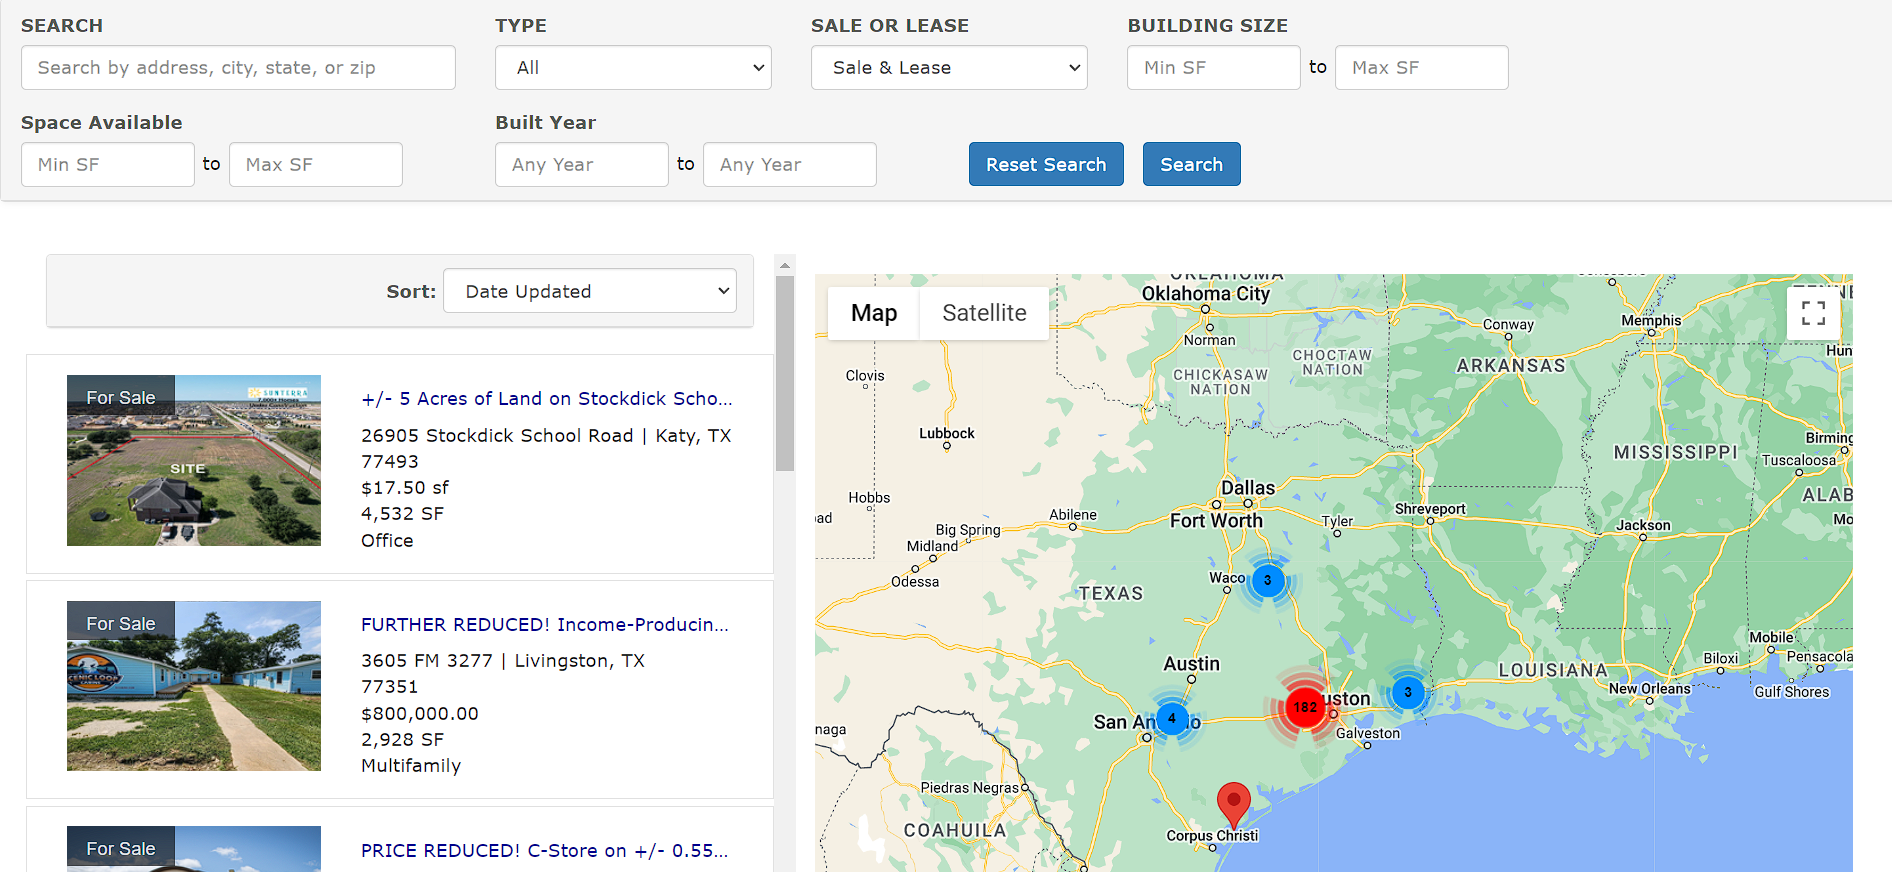 SEARCH
TYPE
SALE OR LEASE
BUILDING SIZE
Search by address, city, state, or zip
All
Sale & Lease
Min SF
to
Max SF
Space Available
Built Year
Min SF
to
Max SF
Any Year
to
Any Year
Reset Search
Search
Sort:
Date Updated
For Sale
SUNTERRA
SITE
+/- 5 Acres of Land on Stockdick Scho...
26905 Stockdick School Road | Katy, TX
77493
$17.50 sf
4,532 SF
Office
For Sale
FURTHER REDUCED! Income-Producin...
3605 FM 3277 | Livingston, TX
77351
$800,000.00
2,928 SF
Multifamily
For Sale
PRICE REDUCED! C-Store on +/- 0.55...
Map
Satellite
OKLAHOMA
Oklahoma City
Norman
CHICKASAW
NATION
CHOCTAW
NATION
Conway
Memphis
ARKANSAS
Hun
Clovis
Lubbock
Hobbs
MISSISSIPPI
Birming
Tuscaloosa
ALAB
Mo
Dallas
Fort Worth
Tyler
Shreveport
Jackson
Abilene
Big Spring
Midland
Odessa
Waco
3
TEXAS
Austin
LOUISIANA
Mobile
Biloxi
Pensacola
New Orleans
Gulf Shores
San An
o
4
182
uston
3
Galveston
naga
Piedras Negras
COAHUILA
Corpus Christi